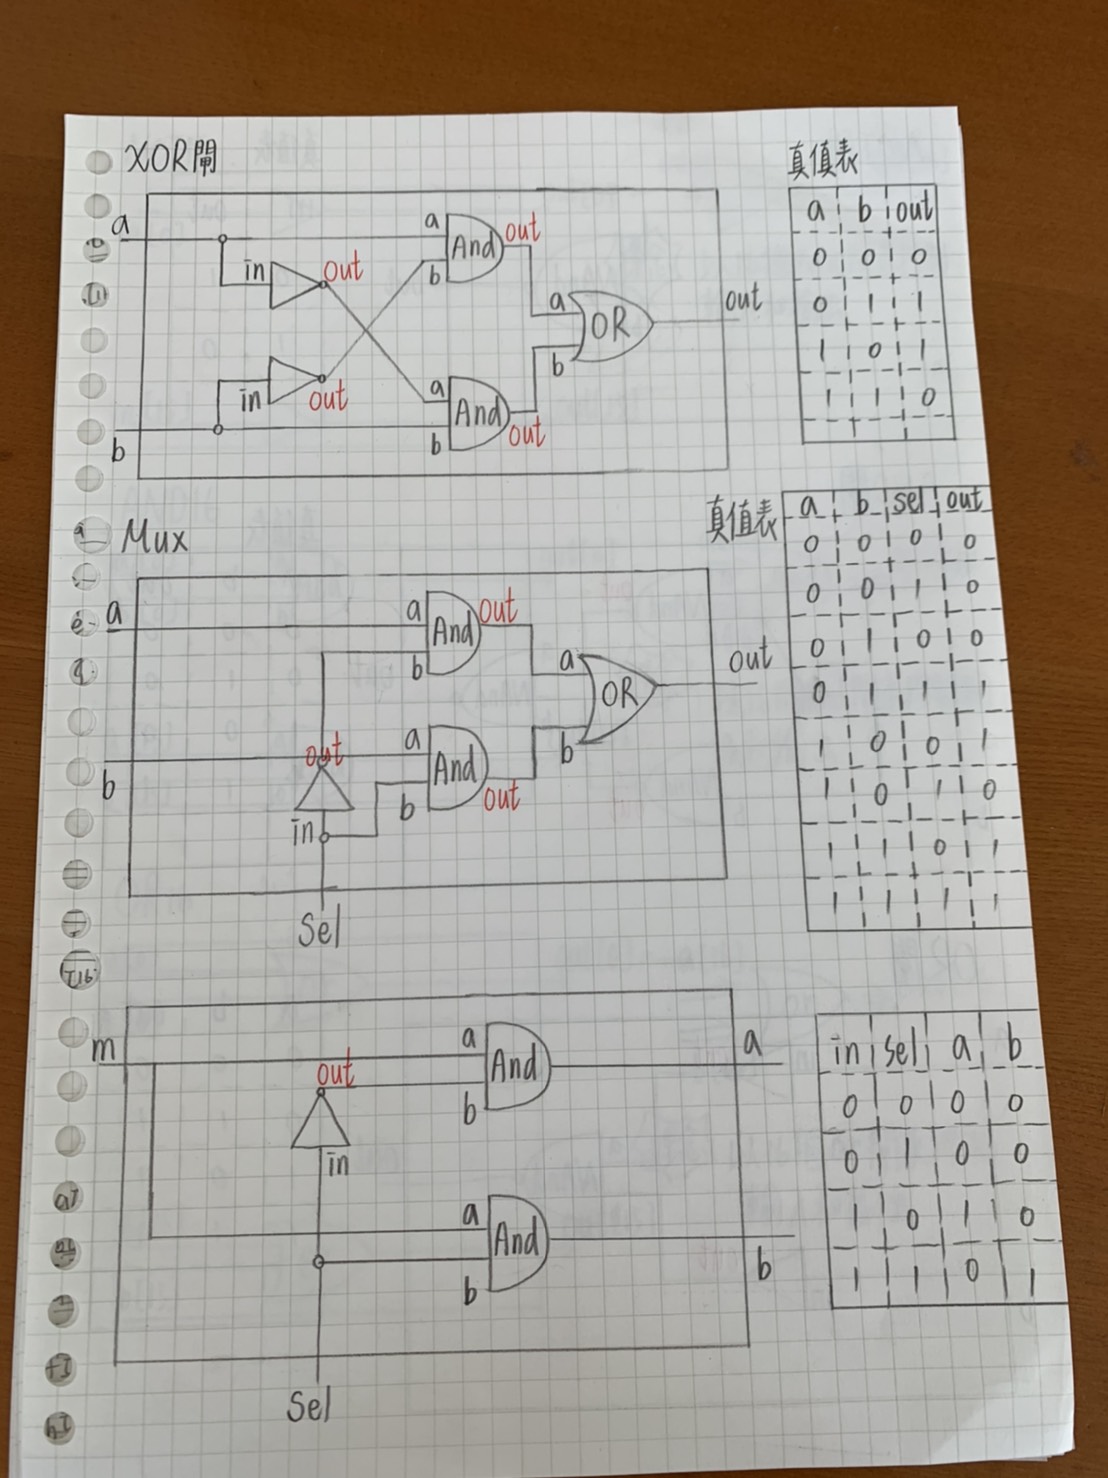 XOR閘
a
a
And
out
b
in
out
in
out
a
And
b
out
b
a
OR
b
out
真值表
a b out
0 0 0
0 1 1
1 0 1
1 1 0
Mux
a
a
And
out
b
out
a
And
b
out
b
in
Sel
a
OR
b
out
真值表
a b sel out
0 0 0 0
0 0 1 0
0 1 0 0
0 1 1 1
1 0 0 1
1 0 1 0
1 1 0 1
1 1 1 1
a
And
b
a
out
in
a
And
b
b
Sel
in sel a b
0 0 0 0
0 1 0 0
1 0 1 0
1 1 0 1